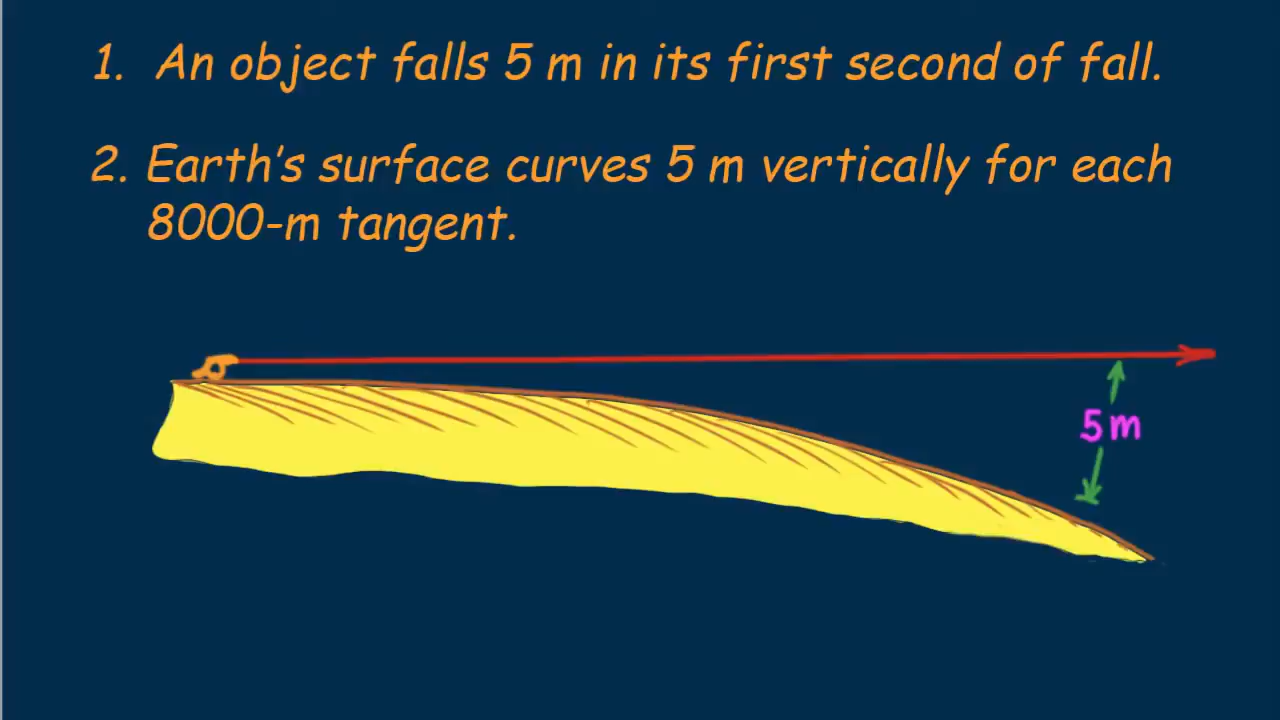 1. An object falls 5 m in its first second of fall.
2. Earth's surface curves 5 m vertically for each
8000-m tangent.
5 m